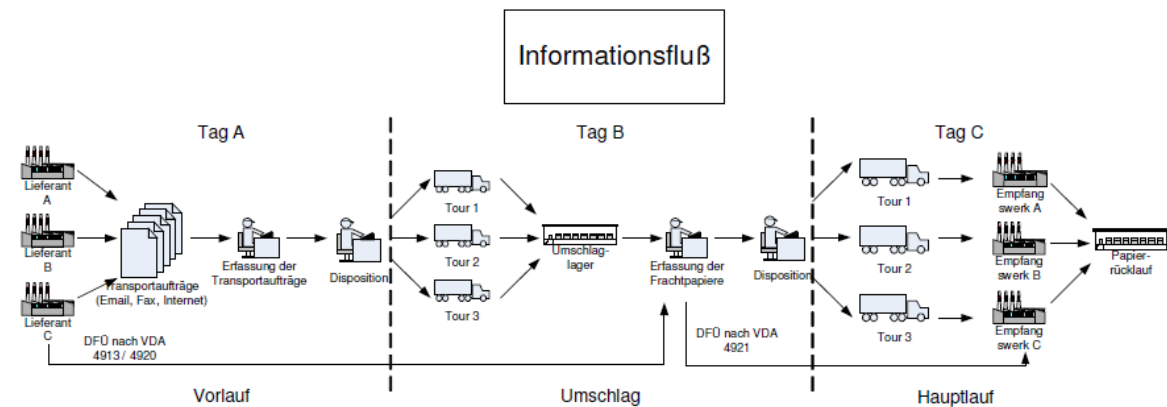 Informationsfluß
Tag A
Tag B
Tag C
Lieferant
A
Lieferant
B
Lieferant
C
Transportaufträge
(Email, Fax, Internet)
Erfassung der
Transportaufträge
Disposition
Tour 1
Tour 2
Tour 3
Umschlag-
lager
Erfassung der
Frachtpapiere
Disposition
Tour 1
Tour 2
Tour 3
Empfang
swerk A
Empfang
swerk B
Empfang
swerk C
Papier-
rücklauf
DFÜ nach VDA
4913 / 4920
DFÜ nach VDA
4921
Vorlauf
Umschlag
Hauptlauf